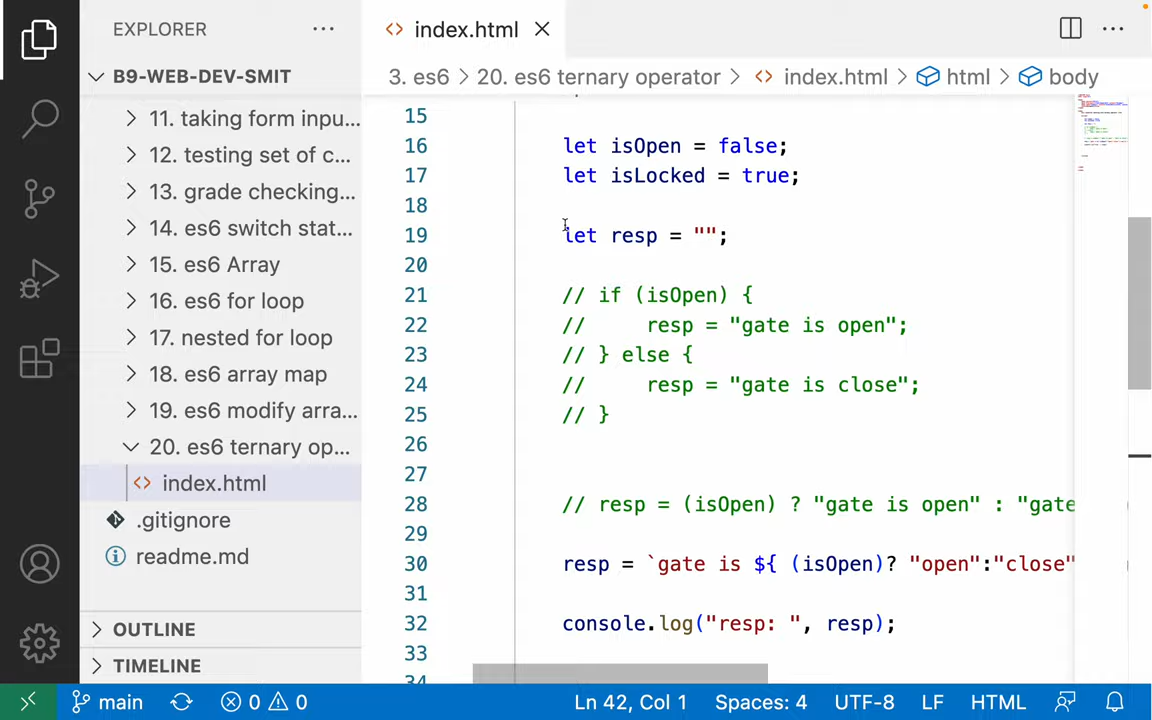 EXPLORER
index.html
B9-WEB-DEV-SMIT
3. es6 > 20. es6 ternary operator > index.html > html > body
11. taking form inpu...
12. testing set of c...
13. grade checking...
14. es6 switch stat...
15. es6 Array
16. es6 for loop
17. nested for loop
18. es6 array map
19. es6 modify arra...
20. es6 ternary op...
index.html
.gitignore
readme.md
OUTLINE
TIMELINE
15
16 let isOpen = false;
17 let isLocked = true;
18
19 let resp = "";
20
21 // if (isOpen) {
22 //     resp = "gate is open";
23 // } else {
24 //     resp = "gate is close";
25 // }
26
27
28 // resp = (isOpen) ? "gate is open" : "gate
29
30 resp = `gate is ${ (isOpen)? "open":"close"
31
32 console.log("resp: ", resp);
33
34
main 0 0 Ln 42, Col 1 Spaces: 4 UTF-8 LF HTML